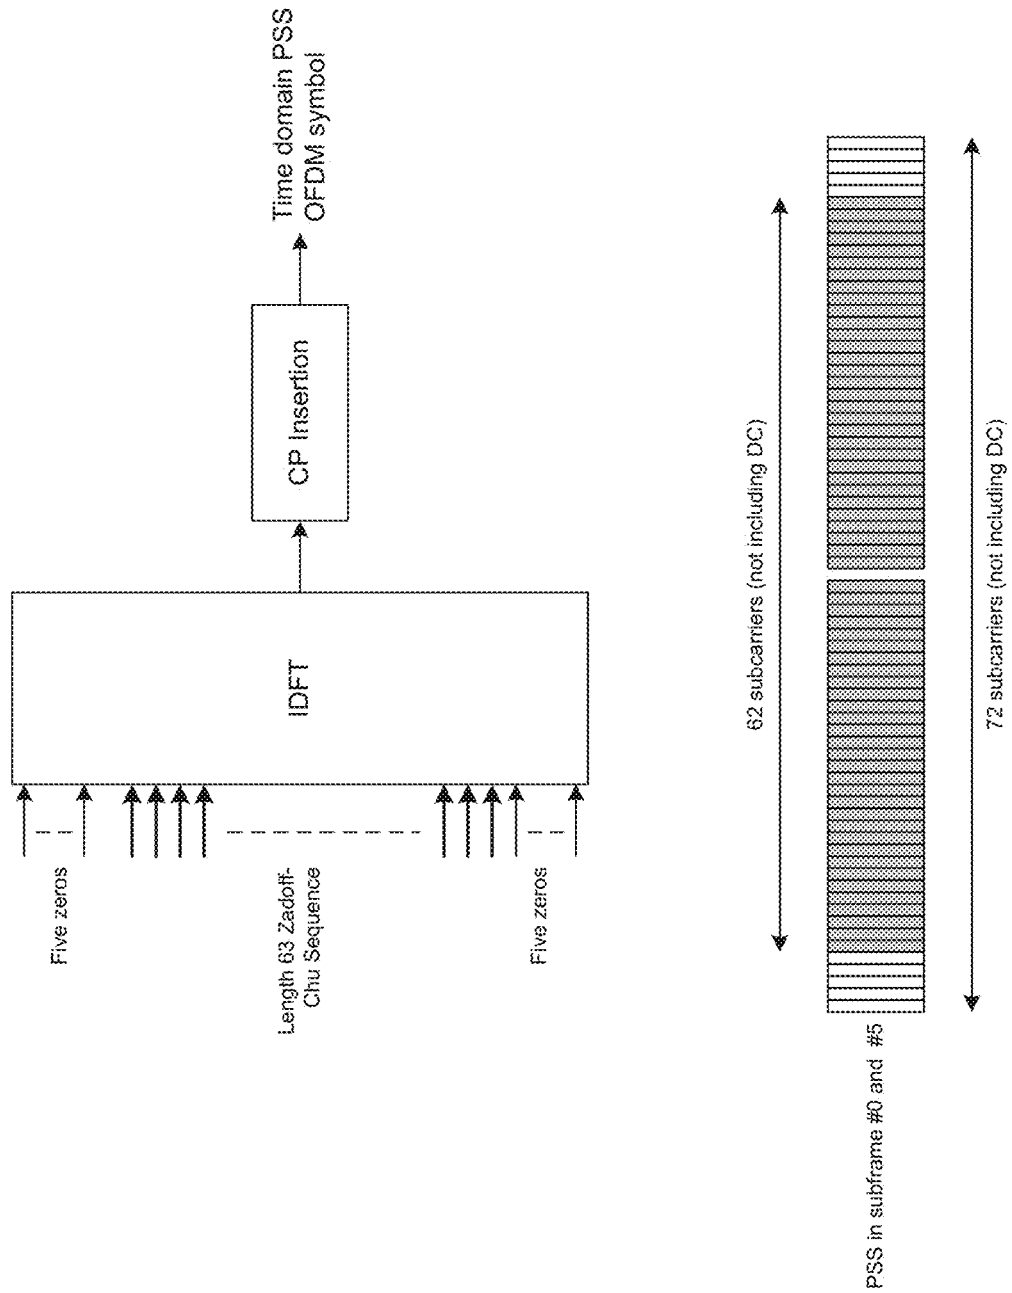 Five zeros
Length 63 Zadoff-
Chu Sequence
Five zeros
IDFT
CP Insertion
Time domain PSS
OFDM symbol
62 subcarriers (not including DC)
PSS in subframe #0 and #5
72 subcarriers (not including DC)